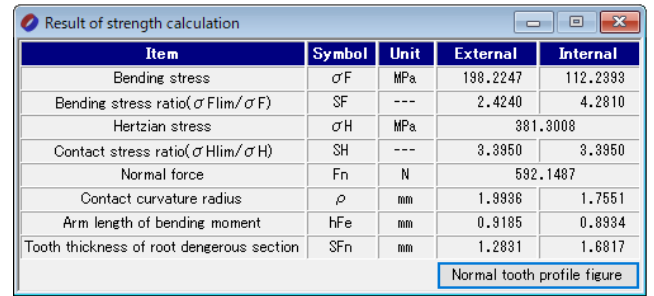 Result of strength calculation
Item Symbol Unit External Internal
Bending stress σF MPa 198.2247 112.2393
Bending stress ratio(σFlim/σF) SF --- 2.4240 4.2810
Hertzian stress σH MPa 381.3008
Contact stress ratio(σHlim/σH) SH --- 3.3950 3.3950
Normal force Fn N 592.1487
Contact curvature radius ρ mm 1.9936 1.7551
Arm length of bending moment hFe mm 0.9185 0.8934
Tooth thickness of root dengerous section SFn mm 1.2831 1.6817
Normal tooth profile figure